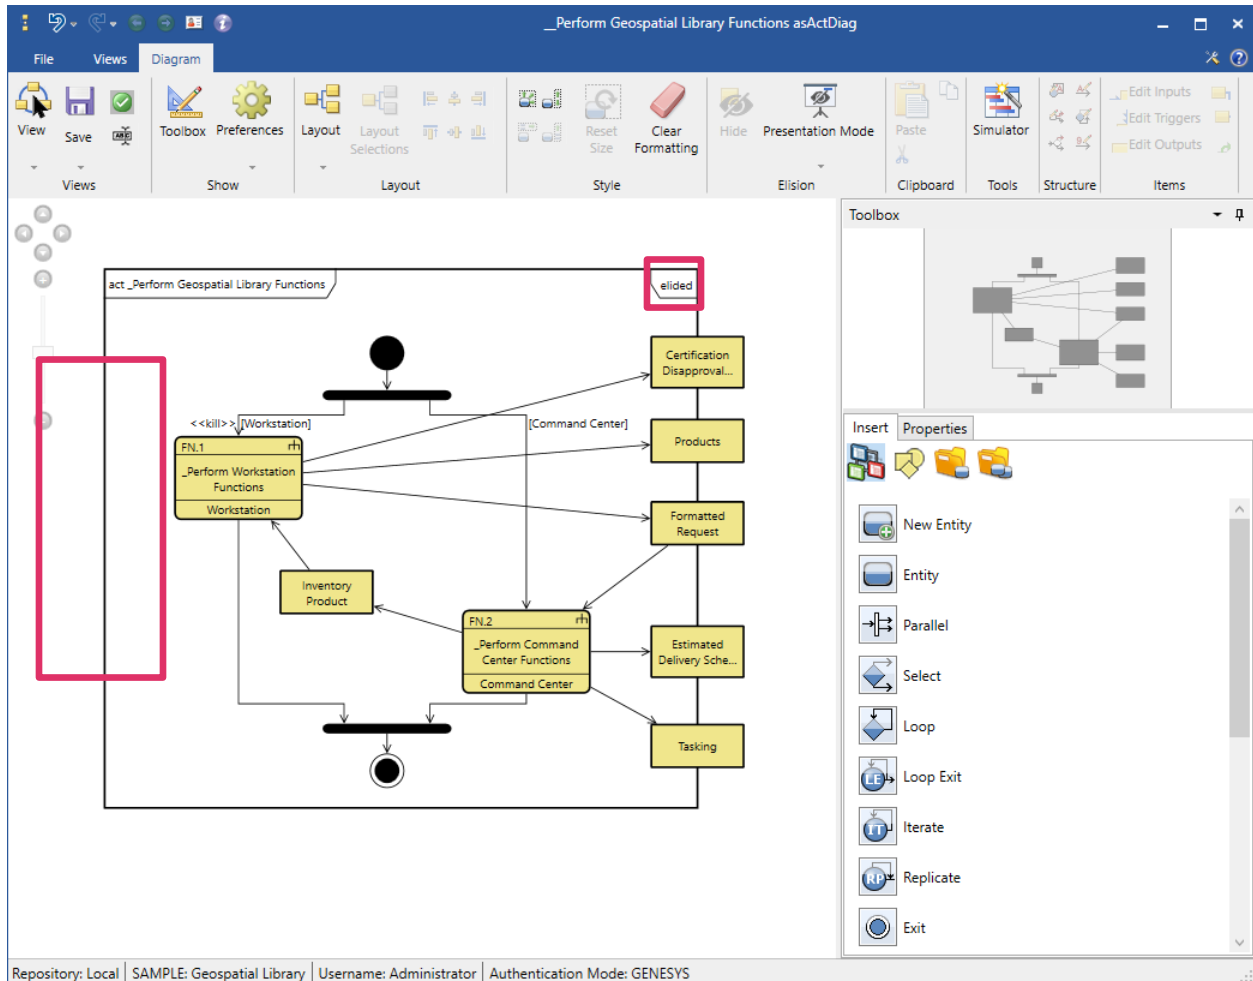 __Perform Geospatial Library Functions asActDiag
File Views Diagram
View Save Toolbox Preferences Layout Layout Selections Reset Size Clear Formatting Hide Presentation Mode Paste Simulator Edit Inputs
Edit Triggers
Edit Outputs
Views Show Layout Style Elision Clipboard Tools Structure Items
act _Perform Geospatial Library Functions
elided
Certification
Disapproval...
<<kill>> [Workstation]
[Command Center]
Products
FN.1
_Perform Workstation
Functions
Workstation
Formatted
Request
Inventory
Product
FN.2
_Perform Command
Center Functions
Command Center
Estimated
Delivery Sche...
Tasking
Toolbox
Insert Properties
New Entity
Entity
Parallel
Select
Loop
LE Loop Exit
IT Iterate
RP Replicate
Exit
Repository: Local SAMPLE: Geospatial Library Username: Administrator Authentication Mode: GENESYS